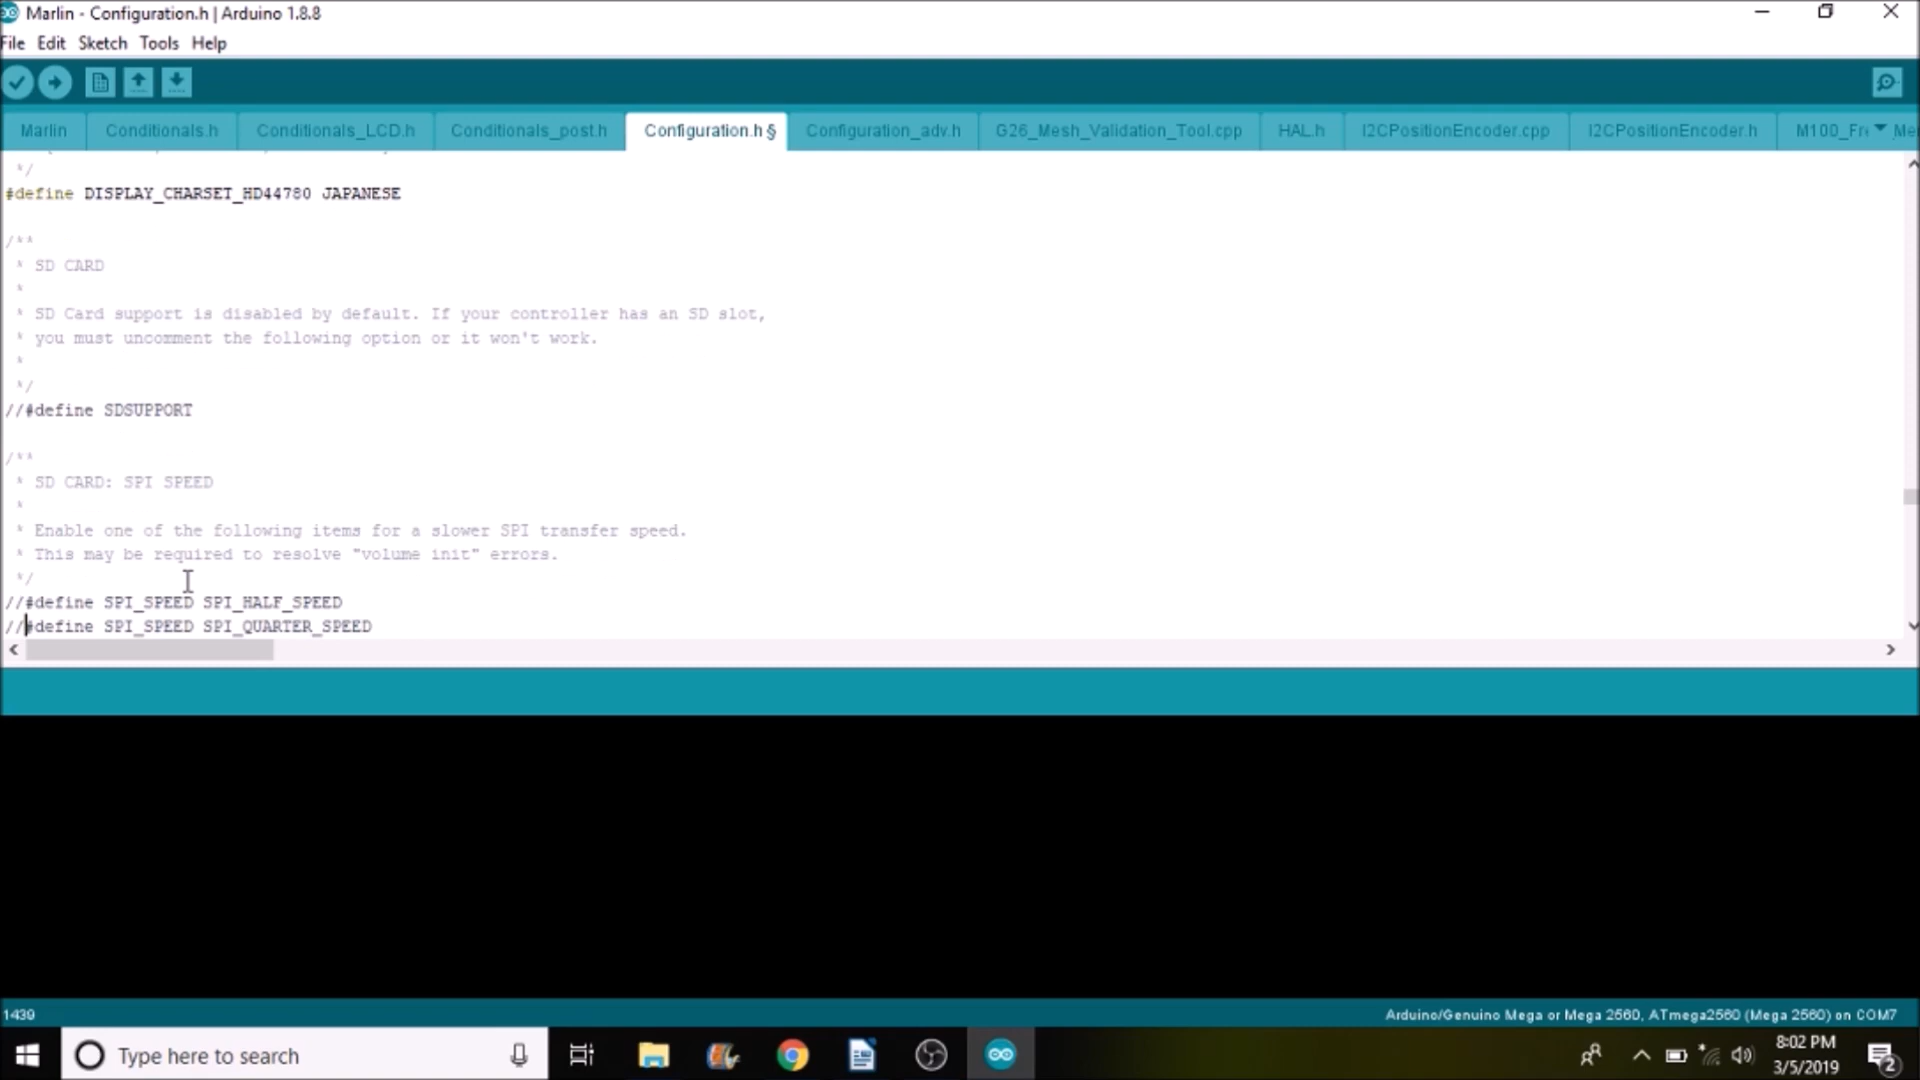 Marlin - Configuration.h | Arduino 1.8.8
File Edit Sketch Tools Help
Marlin Conditionals.h Conditionals_LCD.h Conditionals_post.h Configuration.h § Configuration_adv.h G26_Mesh_Validation_Tool.cpp HAL.h I2CPositionEncoder.cpp I2CPositionEncoder.h M100_Fr Me
*/
#define DISPLAY_CHARSET_HD44780 JAPANESE
/**
* SD CARD
*
* SD Card support is disabled by default. If your controller has an SD slot,
* you must uncomment the following option or it won't work.
*
*/
//#define SDSUPPORT
/**
* SD CARD: SPI SPEED
*
* Enable one of the following items for a slower SPI transfer speed.
* This may be required to resolve "volume init" errors.
*/
//#define SPI_SPEED SPI_HALF_SPEED
//#define SPI_SPEED SPI_QUARTER_SPEED
1439
Arduino/Genuino Mega or Mega 2560, ATmega2560 (Mega 2560) on COM7
Type here to search
8:02 PM
3/5/2019
2